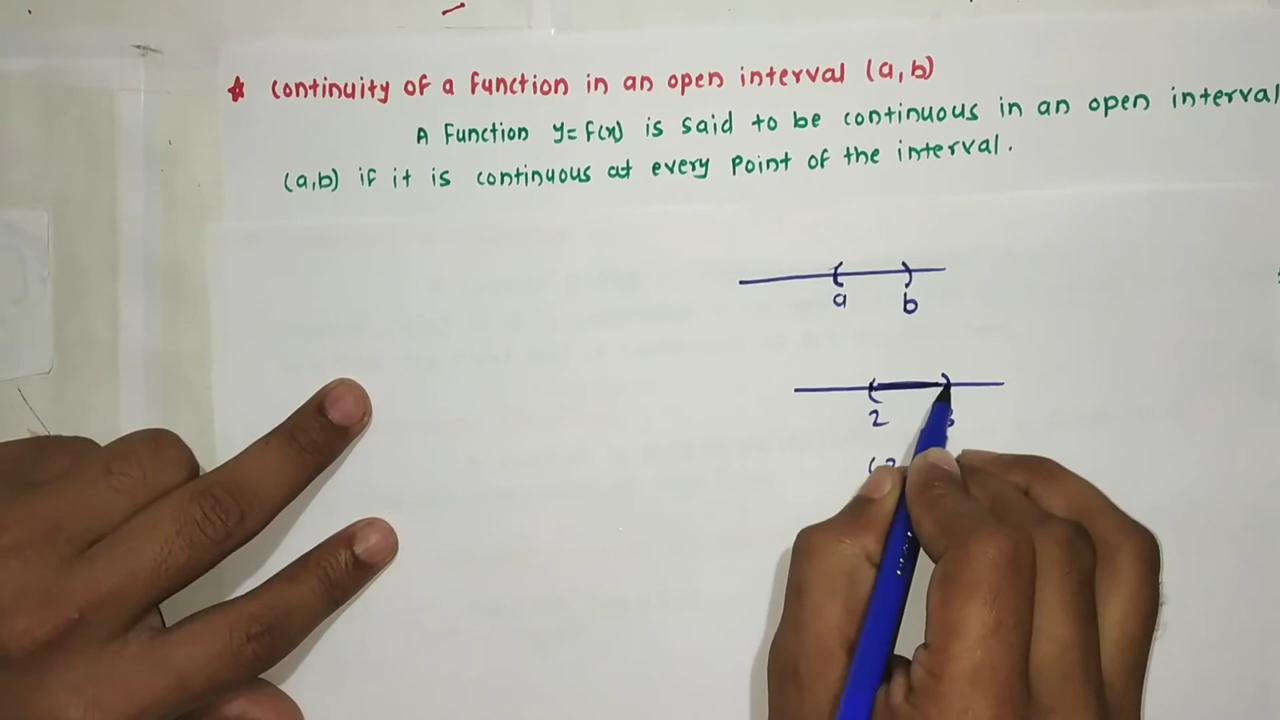 * continuity of a function in an open interval (a,b)
A function y=f(x) is said to be continuous in an open interval
(a,b) if it is continuous at every point of the interval.
a b
2